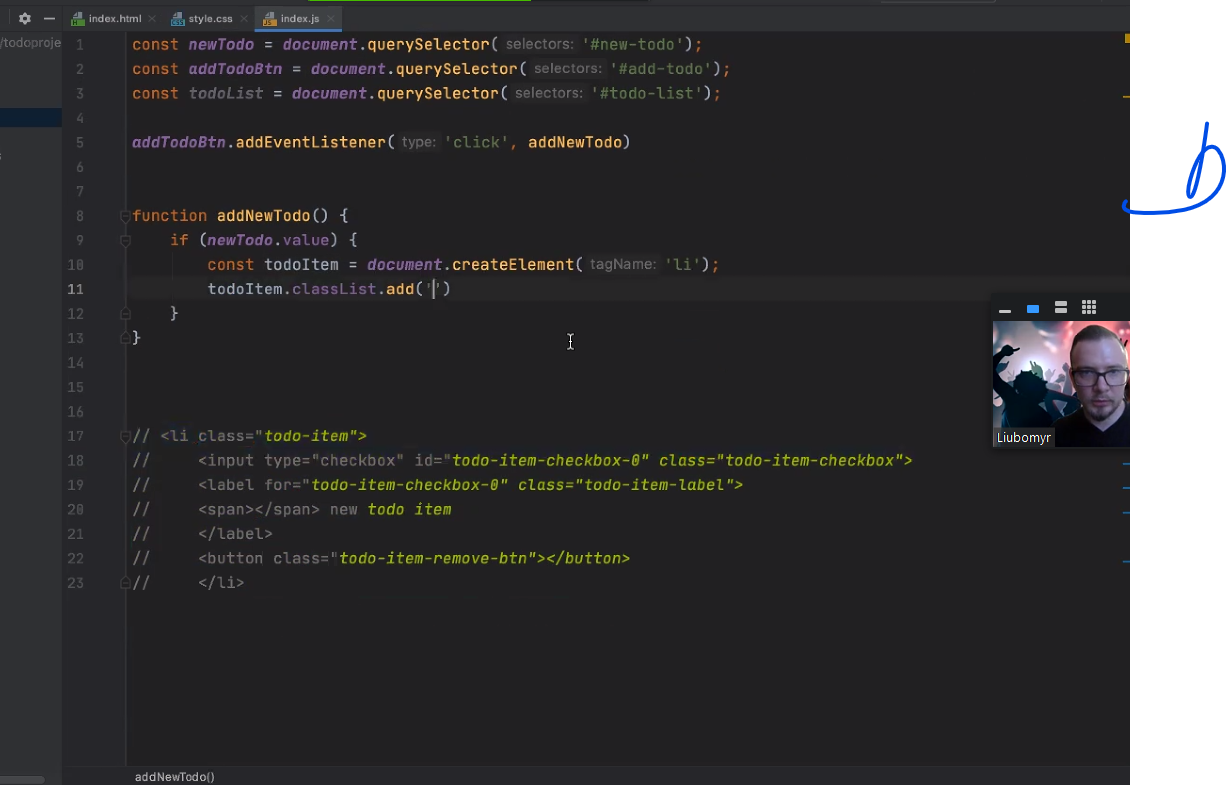 index.html
style.css
index.js
/todoproje
1 const newTodo = document.querySelector( selectors: '#new-todo');
2 const addTodoBtn = document.querySelector( selectors: '#add-todo');
3 const todoList = document.querySelector( selectors: '#todo-list');
4
5 addTodoBtn.addEventListener( type: 'click', addNewTodo)
6
7
8 function addNewTodo() {
9 if (newTodo.value) {
10 const todoItem = document.createElement( tagName: 'li');
11 todoItem.classList.add('')
12 }
13 }
14
15
16
17 // <li class="todo-item">
18 // <input type="checkbox" id="todo-item-checkbox-0" class="todo-item-checkbox">
19 // <label for="todo-item-checkbox-0" class="todo-item-label">
20 // <span></span> new todo item
21 // </label>
22 // <button class="todo-item-remove-btn"></button>
23 // </li>
Liubomyr
addNewTodo()